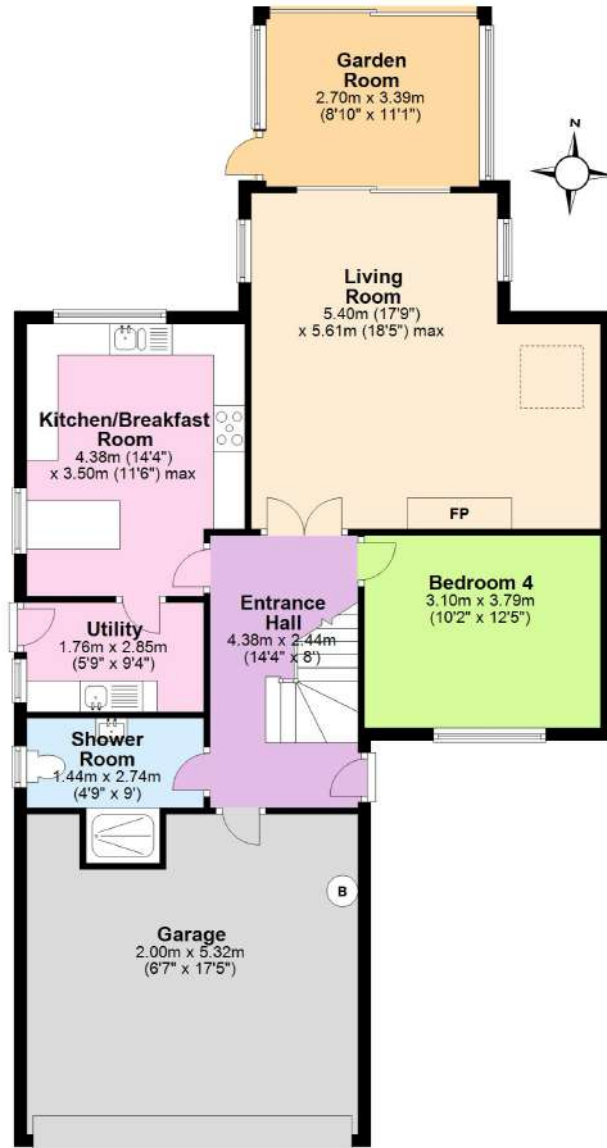 Garden
Room
2.70m x 3.39m
(8'10" x 11'1")
N
Living
Room
5.40m (17'9")
x 5.61m (18'5") max
Kitchen/Breakfast
Room
4.38m (14'4")
x 3.50m (11'6") max
FP
Bedroom 4
3.10m x 3.79m
(10'2" x 12'5")
Entrance
Hall
4.38m x 2.44m
(14'4" x 8')
Utility
1.76m x 2.85m
(5'9" x 9'4")
Shower
Room
1.44m x 2.74m
(4'9" x 9')
B
Garage
2.00m x 5.32m
(6'7" x 17'5")